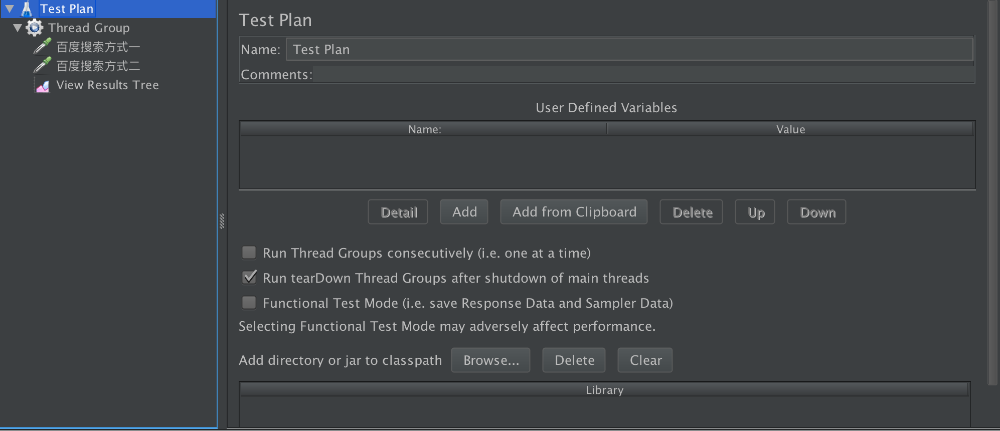 Test Plan
Thread Group
百度搜索方式一
百度搜索方式二
View Results Tree
Test Plan
Name: Test Plan
Comments:
User Defined Variables
Name: Value
Detail Add Add from Clipboard Delete Up Down
Run Thread Groups consecutively (i.e. one at a time)
Run tearDown Thread Groups after shutdown of main threads
Functional Test Mode (i.e. save Response Data and Sampler Data)
Selecting Functional Test Mode may adversely affect performance.
Add directory or jar to classpath Browse... Delete Clear
Library